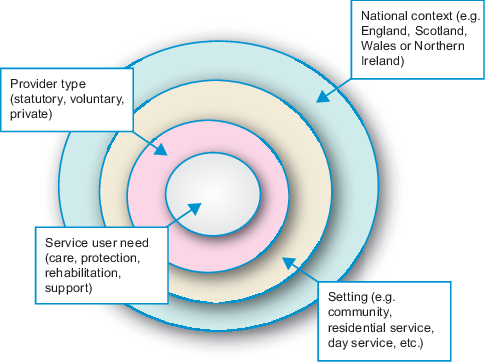 National context (e.g.
England, Scotland,
Wales or Northern
Ireland)
Provider type
(statutory, voluntary,
private)
Service user need
(care, protection,
rehabilitation,
support)
Setting (e.g.
community,
residential service,
day service, etc.)